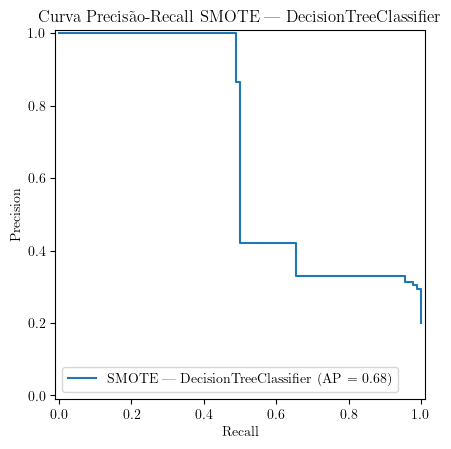 Curva Precisão-Recall SMOTE — DecisionTreeClassifier
1.0
0.8
0.6
0.4
0.2
0.0
Precision
SMOTE — DecisionTreeClassifier (AP = 0.68)
0.0 0.2 0.4 0.6 0.8 1.0
Recall